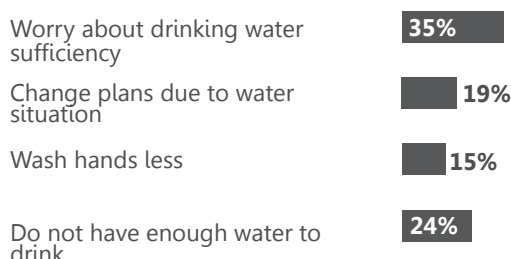 Worry about drinking water
sufficiency
35%
Change plans due to water
situation
19%
Wash hands less
15%
Do not have enough water to
drink
24%